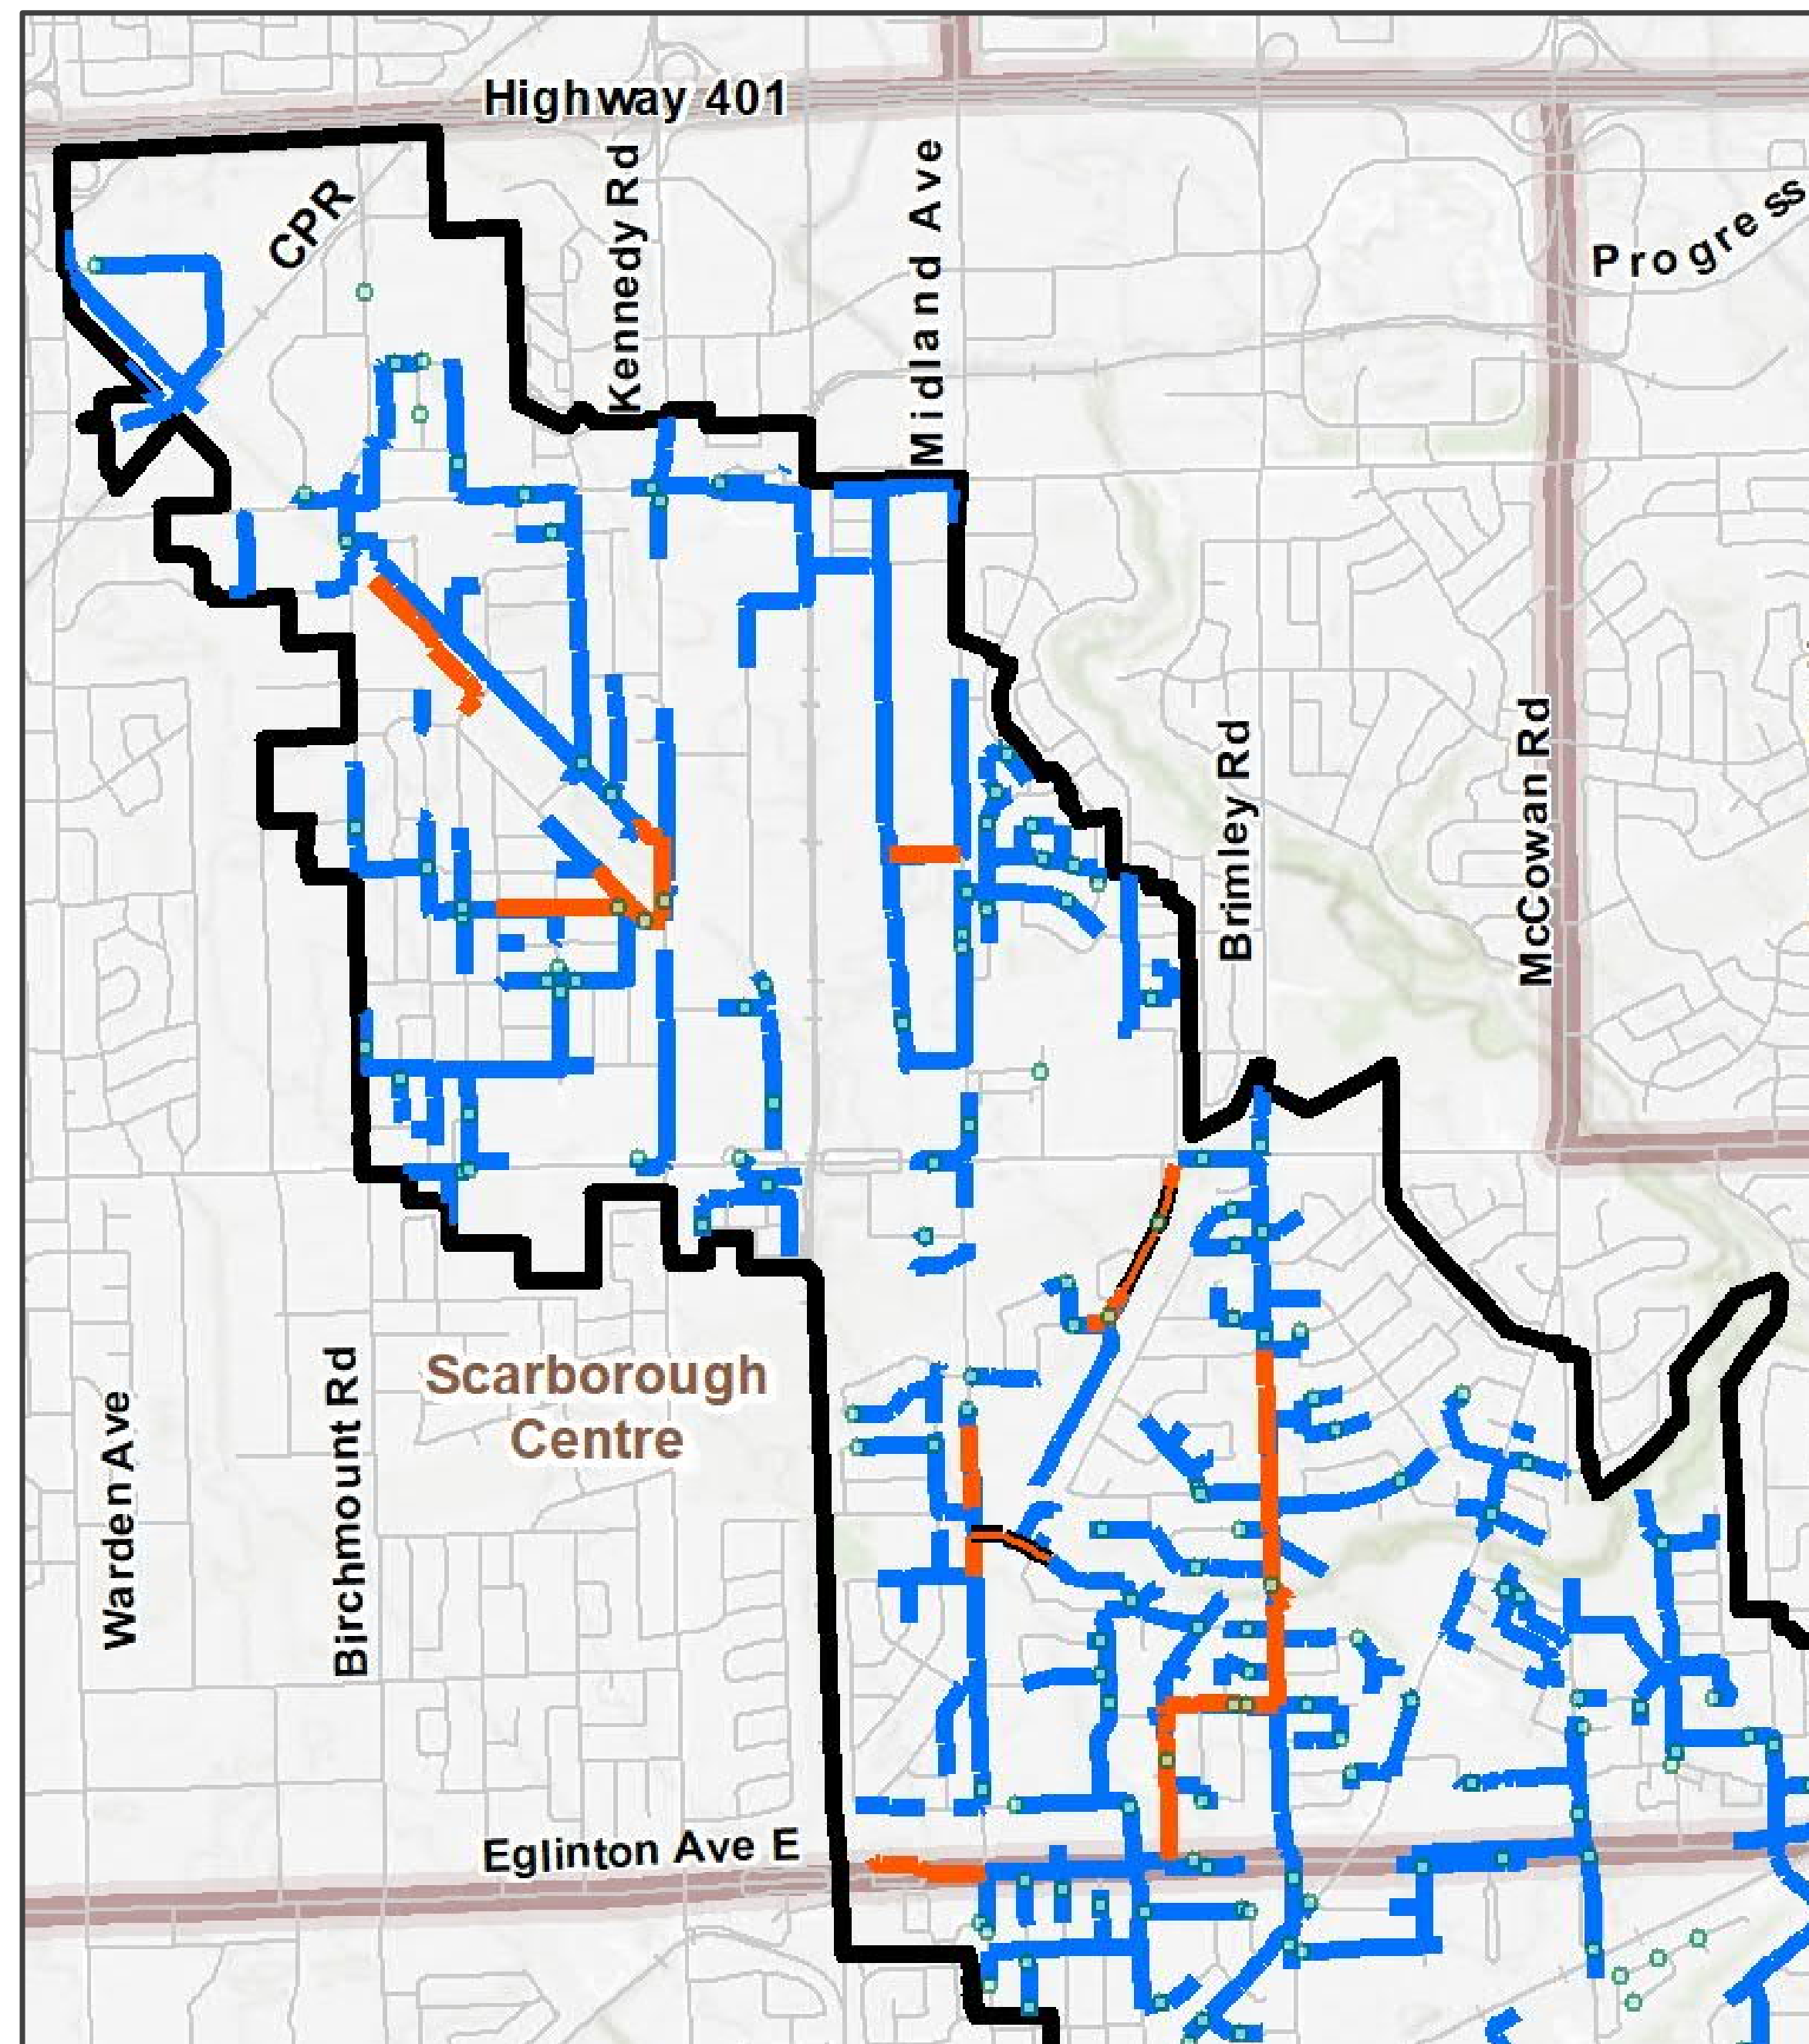 Highway 401
CPR
Kennedy Rd
Midland Ave
Progress
Brimley Rd
McCowan Rd
Scarborough
Centre
Warden Ave
Birchmount Rd
Eglinton Ave E